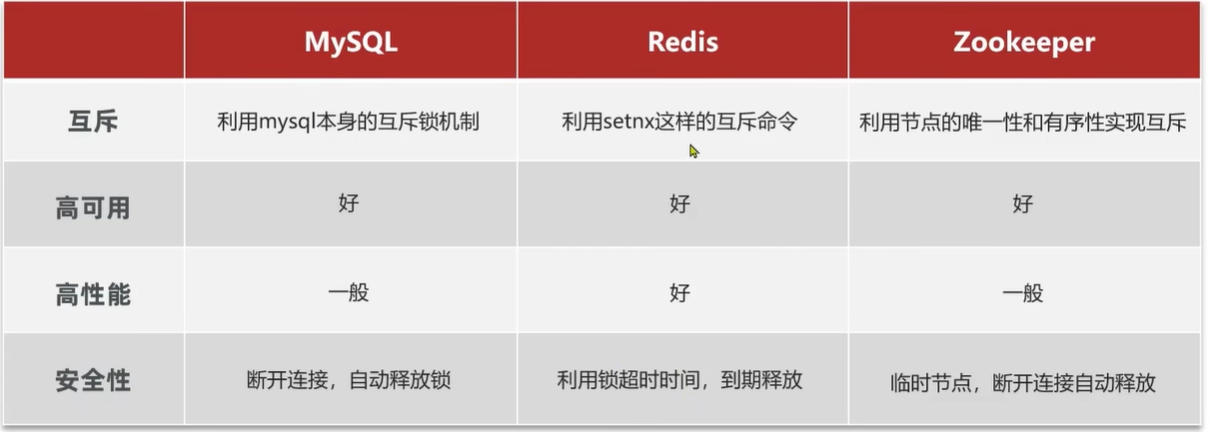 MySQL Redis Zookeeper
互斥 利用mysql本身的互斥锁机制 利用setnx这样的互斥命令 利用节点的唯一性和有序性实现互斥
高可用 好 好 好
高性能 一般 好 一般
安全性 断开连接，自动释放锁 利用锁超时时间，到期释放 临时节点，断开连接自动释放